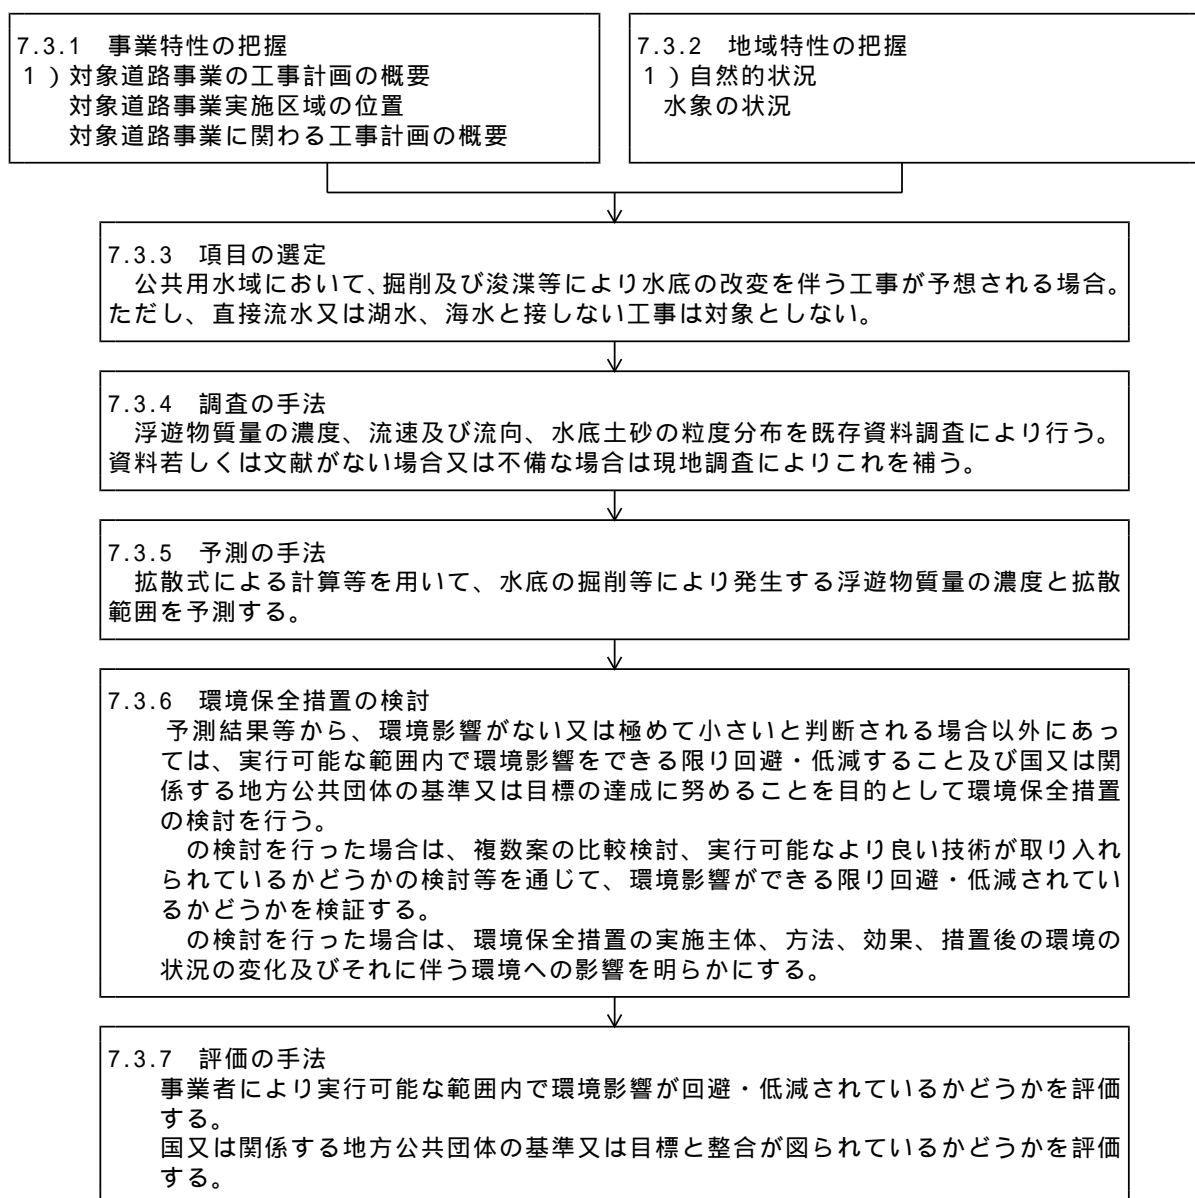 7.3.1 事業特性の把握
1)対象道路事業の工事計画の概要
対象道路事業実施区域の位置
対象道路事業に関わる工事計画の概要
7.3.2 地域特性の把握
1)自然的状況
水象の状況
7.3.3 項目の選定
公共用水域において、掘削及び浚渫等により水底の改変を伴う工事が予想される場合。
ただし、直接流水又は湖水、海水と接しない工事は対象としない。
7.3.4 調査の手法
浮遊物質量の濃度、流速及び流向、水底土砂の粒度分布を既存資料調査により行う。
資料若しくは文献がない場合又は不備な場合は現地調査によりこれを補う。
7.3.5 予測の手法
拡散式による計算等を用いて、水底の掘削等により発生する浮遊物質量の濃度と拡散
範囲を予測する。
7.3.6 環境保全措置の検討
予測結果等から、環境影響がない又は極めて小さいと判断される場合以外にあっ
ては、実行可能な範囲内で環境影響をできる限り回避・低減すること及び国又は関
係する地方公共団体の基準又は目標の達成に努めることを目的として環境保全措置
の検討を行う。
の検討を行った場合は、複数案の比較検討、実行可能なより良い技術が取り入れ
られているかどうかの検討等を通じて、環境影響ができる限り回避・低減されてい
るかどうかを検証する。
の検討を行った場合は、環境保全措置の実施主体、方法、効果、措置後の環境の
状況の変化及びそれに伴う環境への影響を明らかにする。
7.3.7 評価の手法
事業者により実行可能な範囲内で環境影響が回避・低減されているかどうかを評価
する。
国又は関係する地方公共団体の基準又は目標と整合が図られているかどうかを評価
する。